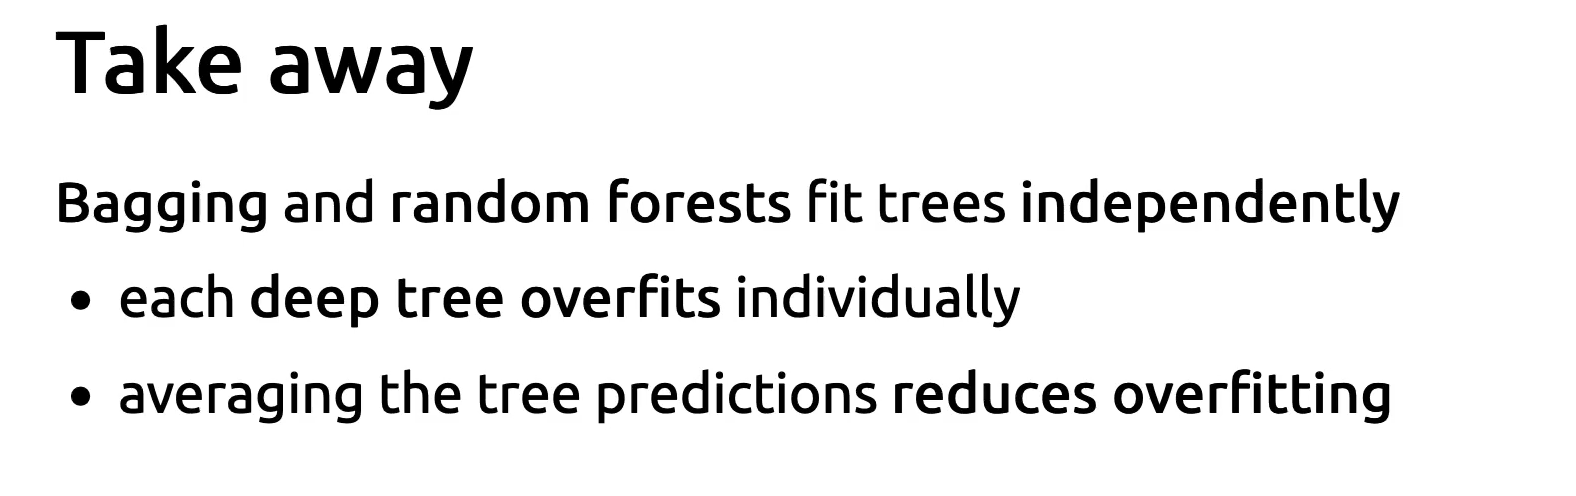 Take away
Bagging and random forests fit trees independently
• each deep tree overfits individually
• averaging the tree predictions reduces overfitting